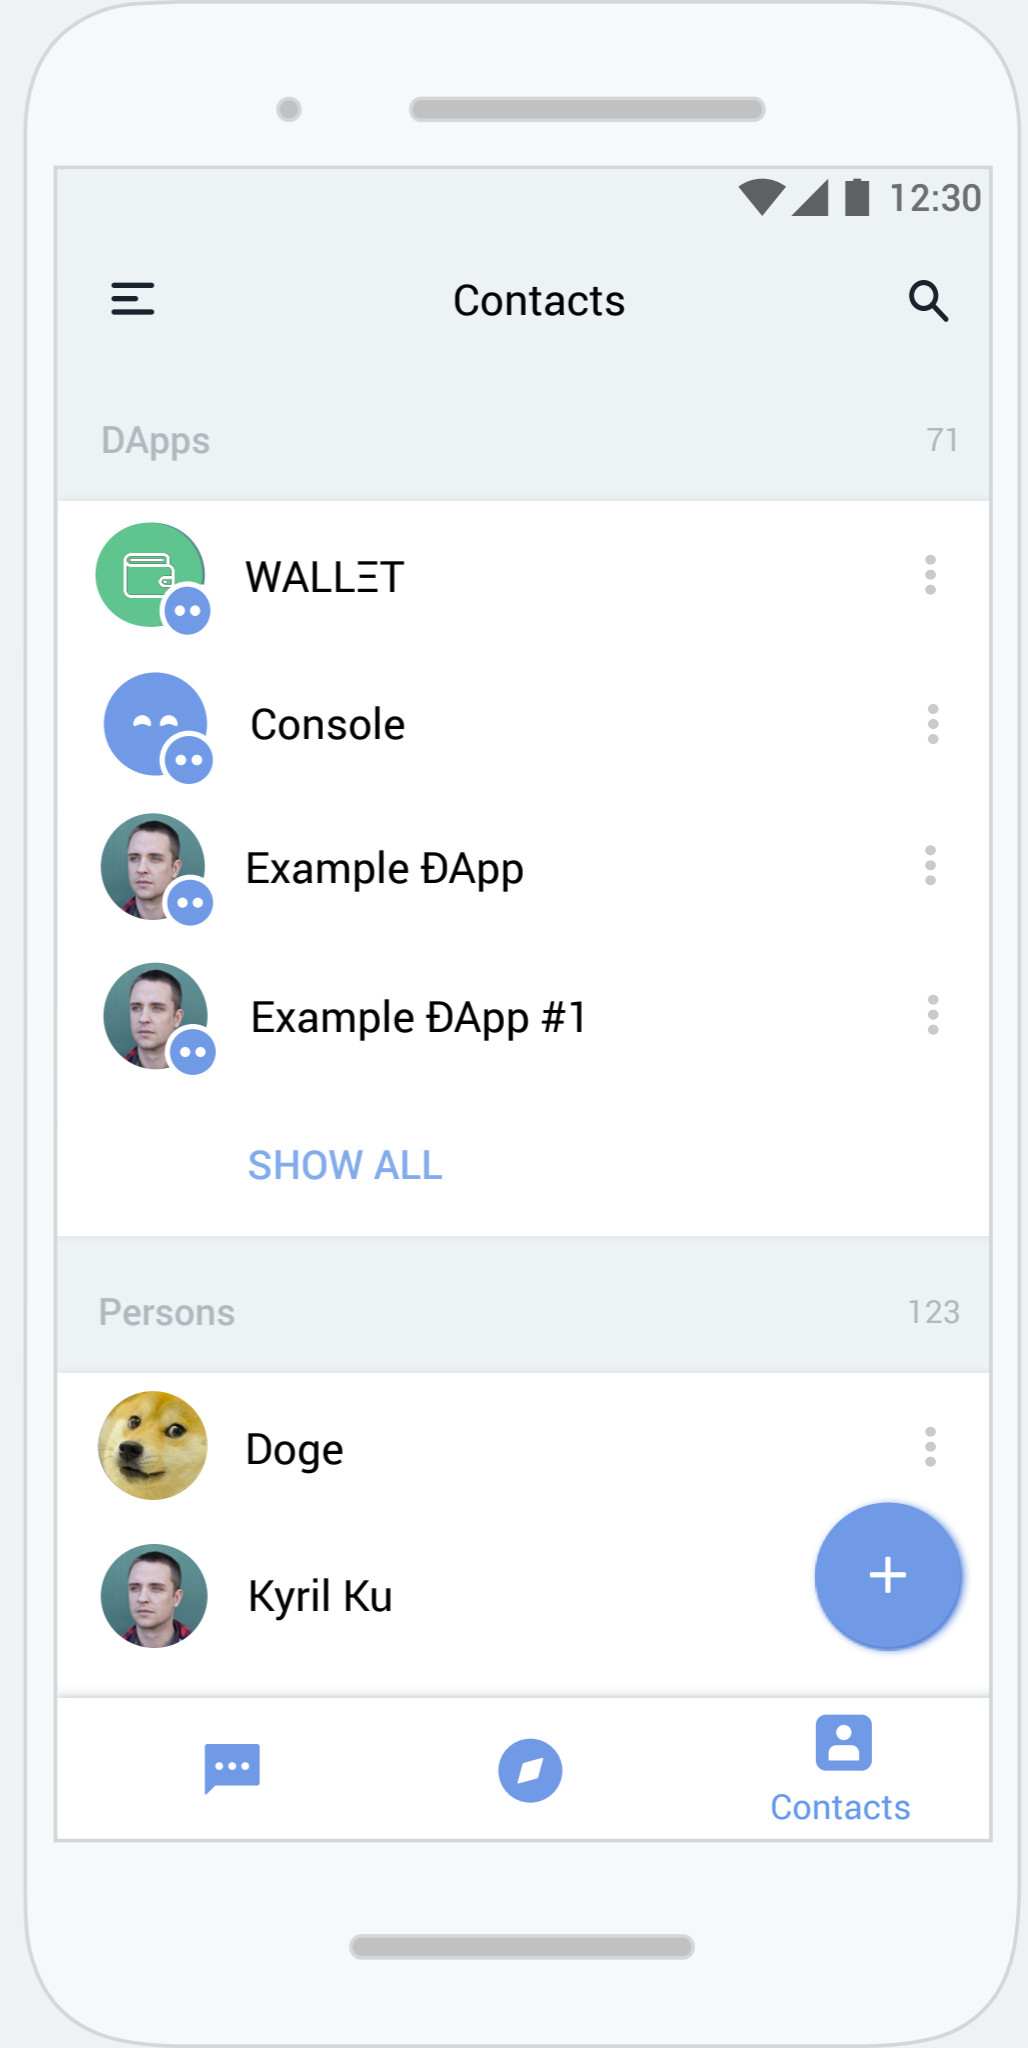 12:30
Contacts
DApps 71
WALLΞT
Console
Example ĐApp
Example ĐApp #1
SHOW ALL
Persons 123
Doge
Kyril Ku
Contacts